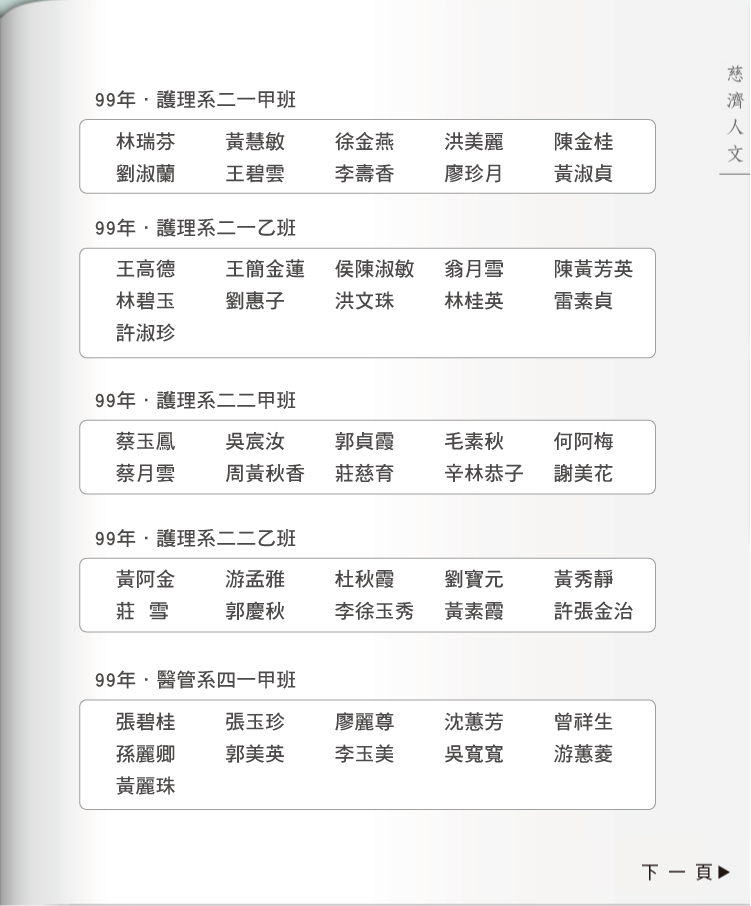 慈濟人文
99年．護理系二一甲班
林瑞芬 黃慧敏 徐金燕 洪美麗 陳金桂
劉淑蘭 王碧雲 李壽香 廖珍月 黃淑貞
99年．護理系二一乙班
王高德 王簡金蓮 侯陳淑敏 翁月雪 陳黃芳英
林碧玉 劉惠子 洪文珠 林桂英 雷素貞
許淑珍
99年．護理系二二甲班
蔡玉鳳 吳宸汝 郭貞霞 毛素秋 何阿梅
蔡月雲 周黃秋香 莊慈育 辛林恭子 謝美花
99年．護理系二二乙班
黃阿金 游孟雅 杜秋霞 劉寶元 黃秀靜
莊 雪 郭慶秋 李徐玉秀 黃素霞 許張金治
99年．醫管系四一甲班
張碧桂 張玉珍 廖麗尊 沈蕙芳 曾祥生
孫麗卿 郭美英 李玉美 吳寬寬 游蕙菱
黃麗珠
下一頁▶